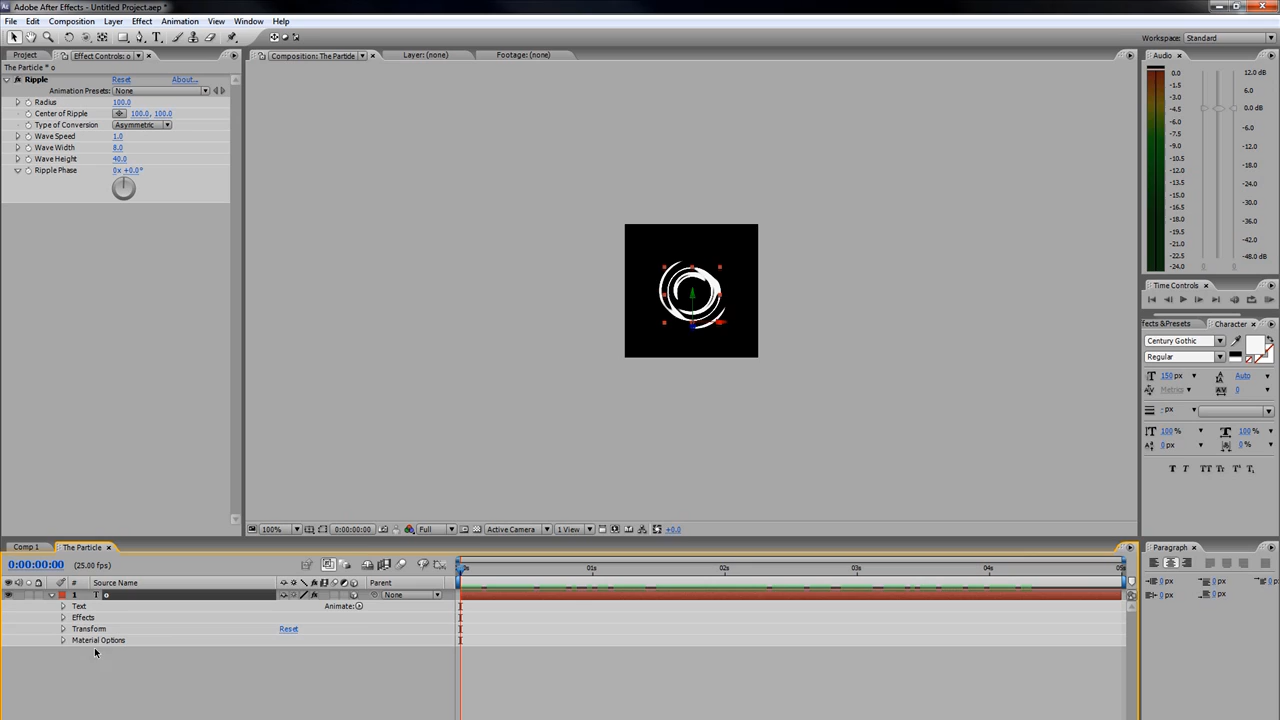 Adobe After Effects - Untitled Project.aep *
File Edit Composition Layer Effect Animation View Window Help
Workspace: Standard
Project Effect Controls: o
Composition: The Particle Layer: (none) Footage: (none)
Audio
The Particle * o
Ripple Reset About...
Animation Presets: None
Radius 100.0
Center of Ripple 100.0, 100.0
Type of Conversion Asymmetric
Wave Speed 1.0
Wave Width 8.0
Wave Height 40.0
Ripple Phase 0x +0.0°
0.0 12.0 dB
-1.5
-3.0 6.0
-4.5 0.0 dB
-6.0
-7.5 -6.0
-9.0
-10.5 -12.0
-12.0
-13.5 -18.0
-15.0 -24.0
-16.5
-18.0 -30.0
-19.5 -36.0
-21.0 -42.0
-22.5
-24.0 -48.0 dB
Time Controls
fects&Presets Character
Century Gothic
Regular
150 px Auto
Metrics 0
- px
100 % 100 %
0 px 0 %
T T TT Tr T¹ T₁
100% 0:00:00:00 Full Active Camera 1 View +0.0
Comp 1 The Particle
Paragraph
0:00:00:00 (25.00 fps)
01s 02s 03s 04s
# Source Name Parent
1 T o None
Text Animate:
Effects
Transform Reset
Material Options
0 px 0 px
0 px 0 px